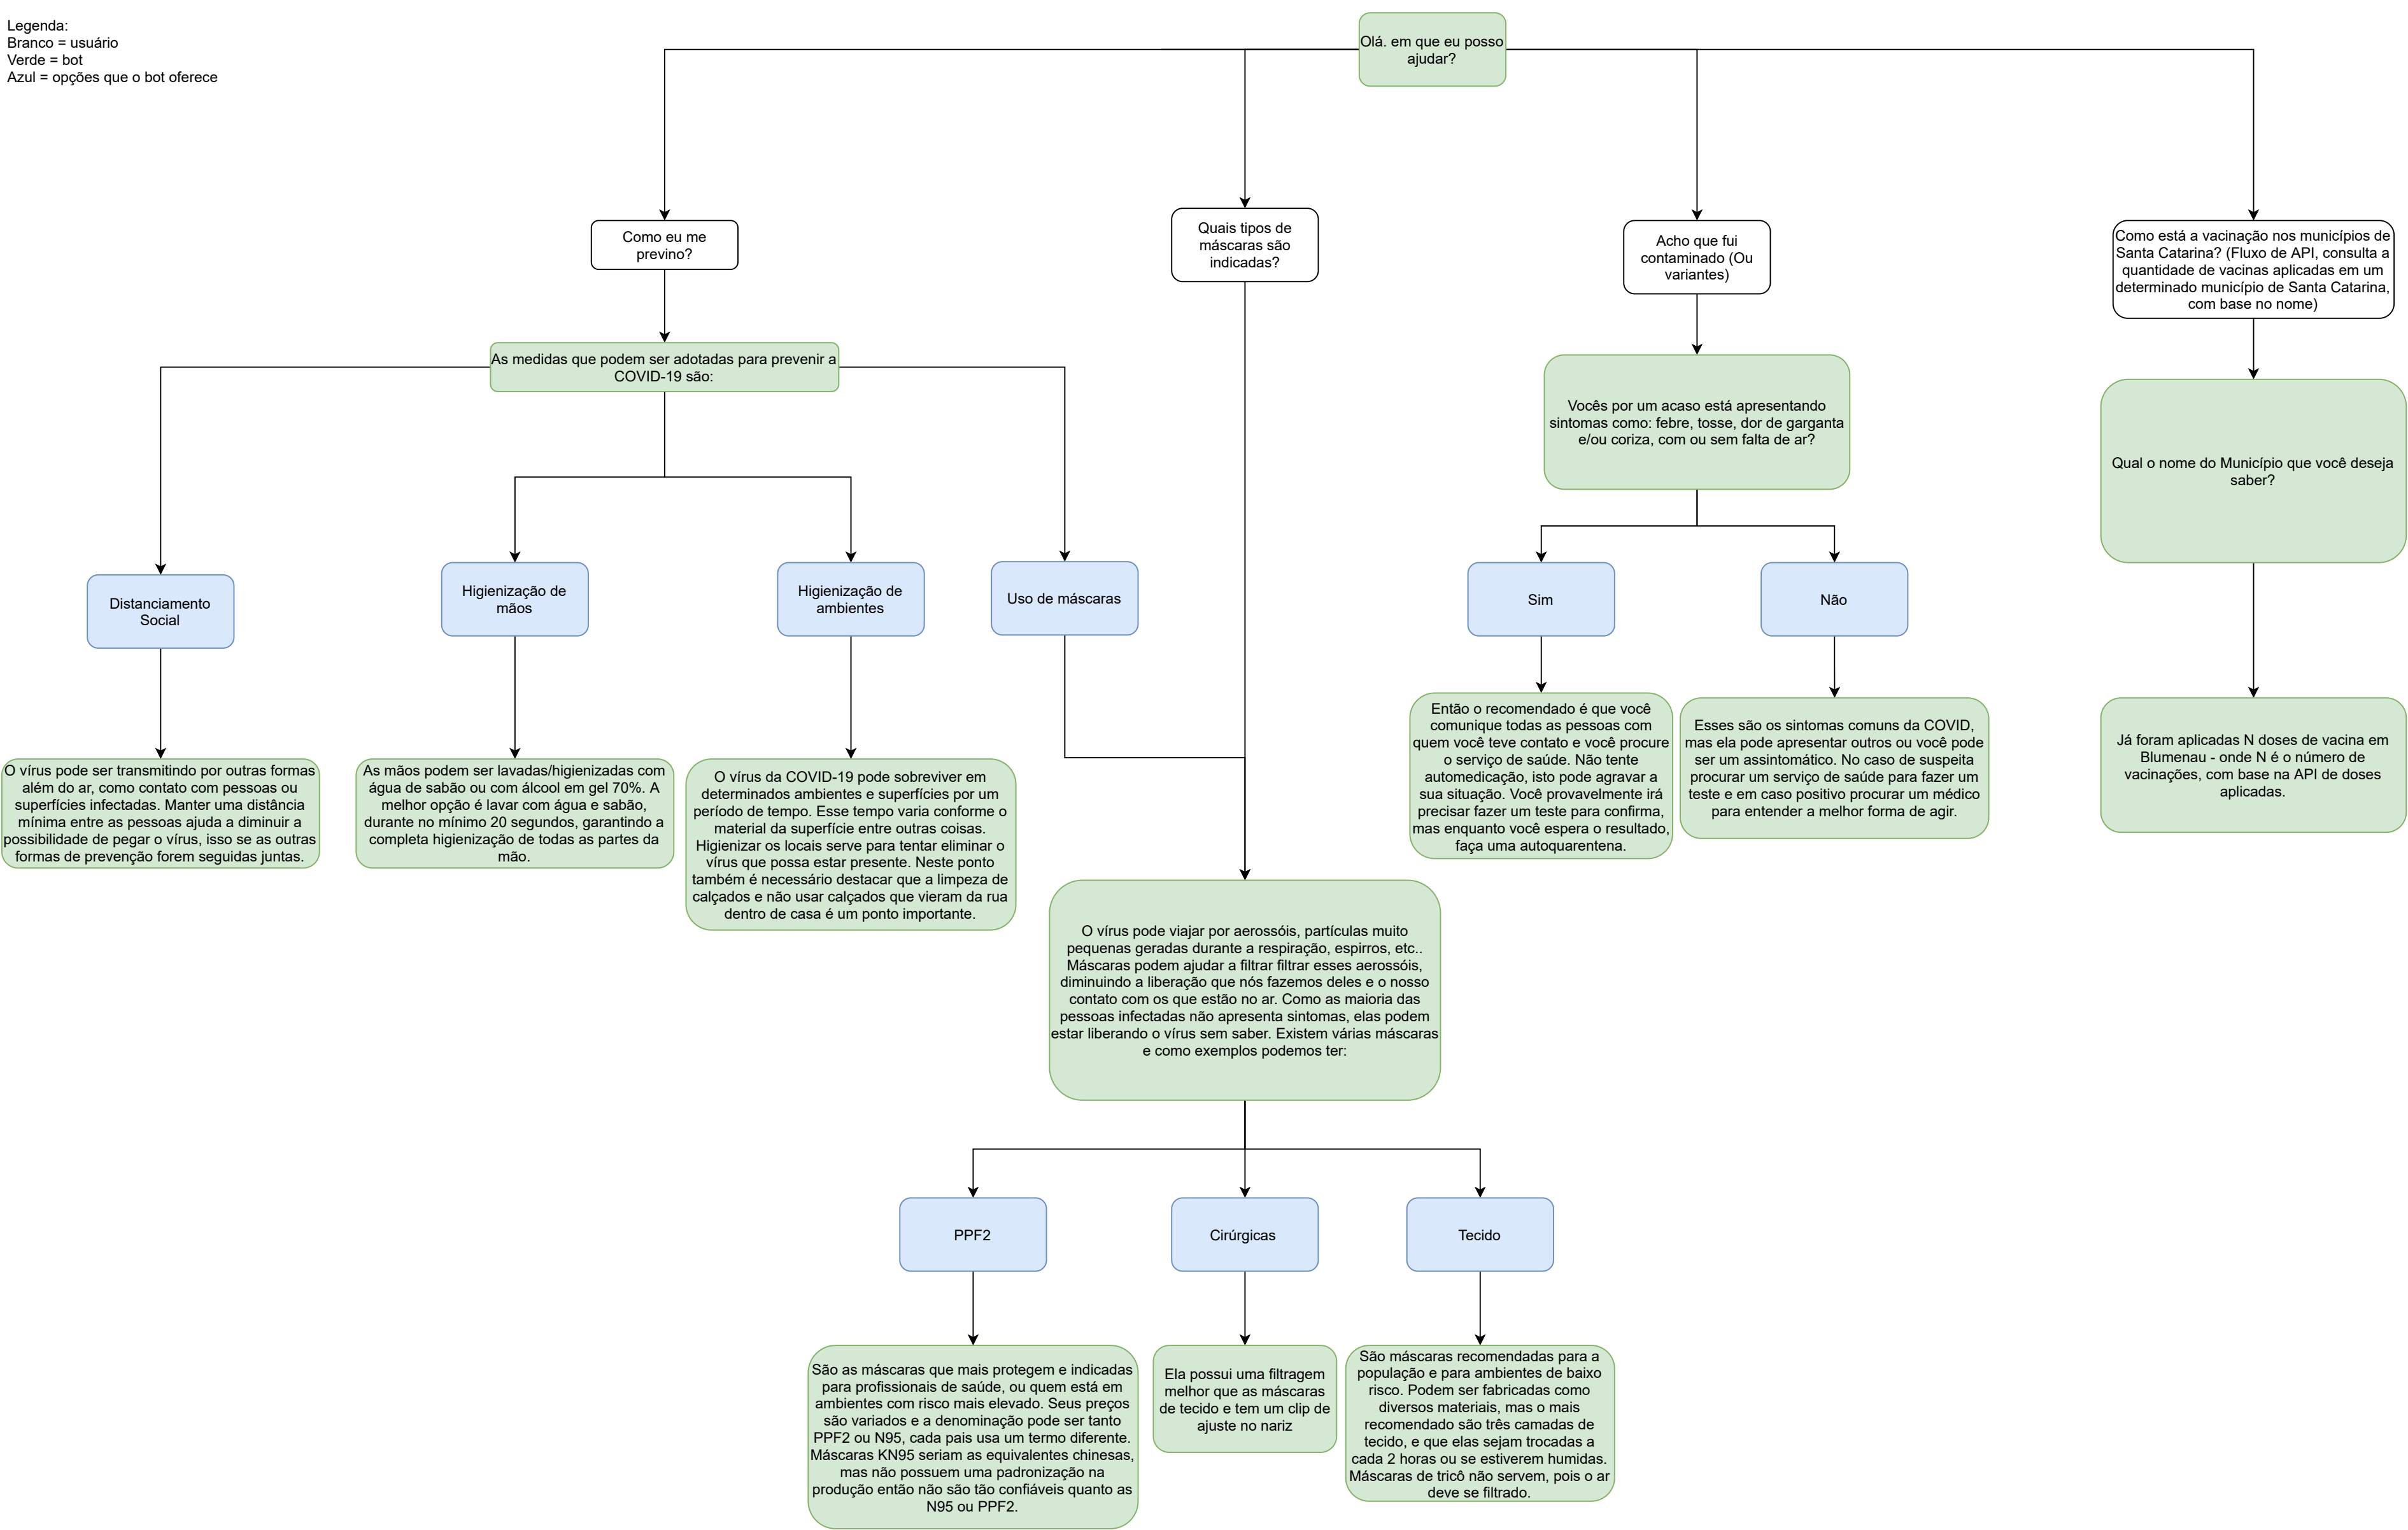 Legenda:
Branco = usuário
Verde = bot
Azul = opções que o bot oferece
Olá. em que eu posso
ajudar?
Como eu me
previno?
Quais tipos de
máscaras são
indicadas?
Acho que fui
contaminado (Ou
variantes)
Como está a vacinação nos municípios de
Santa Catarina? (Fluxo de API, consulta a
quantidade de vacinas aplicadas em um
determinado município de Santa Catarina,
com base no nome)
As medidas que podem ser adotadas para prevenir a
COVID-19 são:
Vocês por um acaso está apresentando
sintomas como: febre, tosse, dor de garganta
e/ou coriza, com ou sem falta de ar?
Qual o nome do Município que você deseja
saber?
Distanciamento
Social
Higienização de
mãos
Higienização de
ambientes
Uso de máscaras
Sim
Não
O vírus pode ser transmitindo por outras formas
além do ar, como contato com pessoas ou
superfícies infectadas. Manter uma distância
mínima entre as pessoas ajuda a diminuir a
possibilidade de pegar o vírus, isso se as outras
formas de prevenção forem seguidas juntas.
As mãos podem ser lavadas/higienizadas com
água de sabão ou com álcool em gel 70%. A
melhor opção é lavar com água e sabão,
durante no mínimo 20 segundos, garantindo a
completa higienização de todas as partes da
mão.
O vírus da COVID-19 pode sobreviver em
determinados ambientes e superfícies por um
período de tempo. Esse tempo varia conforme o
material da superfície entre outras coisas.
Higienizar os locais serve para tentar eliminar o
vírus que possa estar presente. Neste ponto
também é necessário destacar que a limpeza de
calçados e não usar calçados que vieram da rua
dentro de casa é um ponto importante.
Então o recomendado é que você
comunique todas as pessoas com
quem você teve contato e você procure
o serviço de saúde. Não tente
automedicação, isto pode agravar a
sua situação. Você provavelmente irá
precisar fazer um teste para confirma,
mas enquanto você espera o resultado,
faça uma autoquarentena.
Esses são os sintomas comuns da COVID,
mas ela pode apresentar outros ou você pode
ser um assintomático. No caso de suspeita
procurar um serviço de saúde para fazer um
teste e em caso positivo procurar um médico
para entender a melhor forma de agir.
Já foram aplicadas N doses de vacina em
Blumenau - onde N é o número de
vacinações, com base na API de doses
aplicadas.
O vírus pode viajar por aerossóis, partículas muito
pequenas geradas durante a respiração, espirros, etc..
Máscaras podem ajudar a filtrar filtrar esses aerossóis,
diminuindo a liberação que nós fazemos deles e o nosso
contato com os que estão no ar. Como as maioria das
pessoas infectadas não apresenta sintomas, elas podem
estar liberando o vírus sem saber. Existem várias máscaras
e como exemplos podemos ter:
PPF2
Cirúrgicas
Tecido
São as máscaras que mais protegem e indicadas
para profissionais de saúde, ou quem está em
ambientes com risco mais elevado. Seus preços
são variados e a denominação pode ser tanto
PPF2 ou N95, cada pais usa um termo diferente.
Máscaras KN95 seriam as equivalentes chinesas,
mas não possuem uma padronização na
produção então não são tão confiáveis quanto as
N95 ou PPF2.
Ela possui uma filtragem
melhor que as máscaras
de tecido e tem um clip de
ajuste no nariz
São máscaras recomendadas para a
população e para ambientes de baixo
risco. Podem ser fabricadas como
diversos materiais, mas o mais
recomendado são três camadas de
tecido, e que elas sejam trocadas a
cada 2 horas ou se estiverem humidas.
Máscaras de tricô não servem, pois o ar
deve se filtrado.